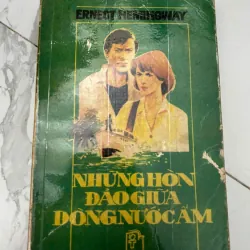 ERNEST HEMINGWAY
NHỮNG HÒN
ĐẢO GIỮA
DÒNG NƯỚC ẤM